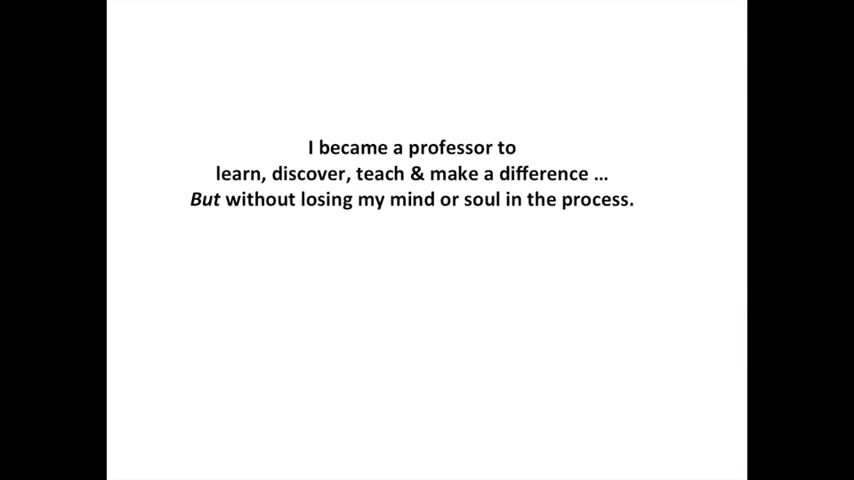 I became a professor to
learn, discover, teach & make a difference ...
But without losing my mind or soul in the process.